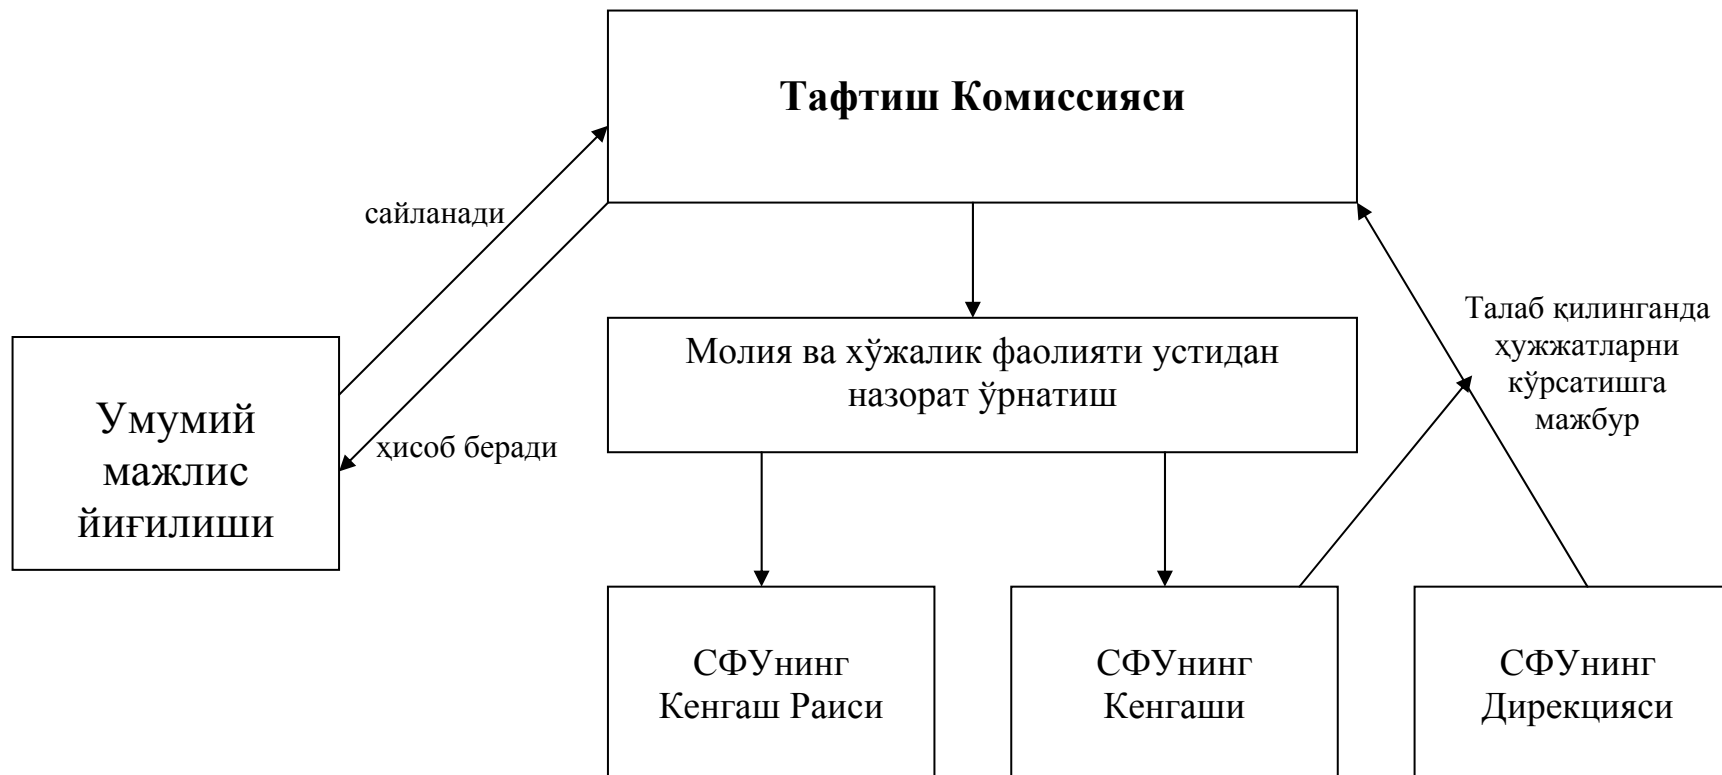 Тафтиш Комиссияси
сайланади
Талаб қилинганда
ҳужжатларни
кўрсатишга
мажбур
Молия ва хўжалик фаолияти устидан
назорат ўрнатиш
Умумий
мажлис
йиғилиши
ҳисоб беради
СФУнинг
Кенгаш Раиси
СФУнинг
Кенгаши
СФУнинг
Дирекцияси